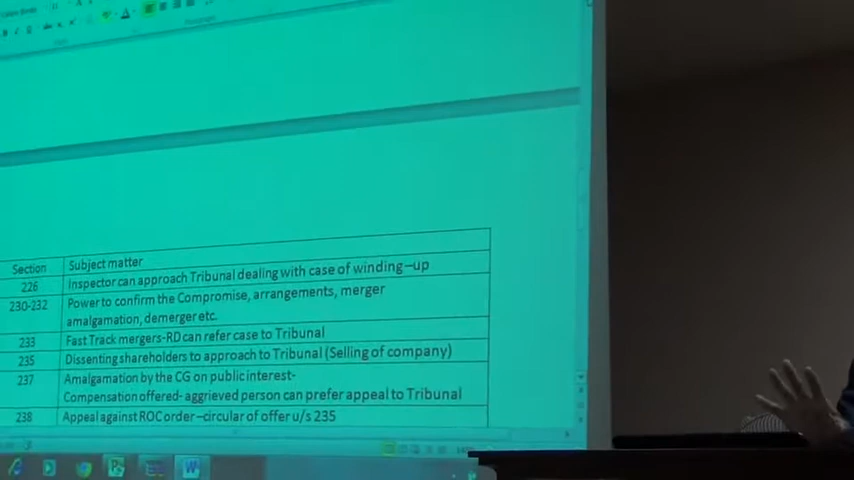 Section Subject matter
226 Inspector can approach Tribunal dealing with case of winding–up
230-232 Power to confirm the Compromise, arrangements, merger
amalgamation, demerger etc.
233 Fast Track mergers-RD can refer case to Tribunal
235 Dissenting shareholders to approach to Tribunal (Selling of company)
237 Amalgamation by the CG on public interest-
Compensation offered- aggrieved person can prefer appeal to Tribunal
238 Appeal against ROC order–circular of offer u/s 235